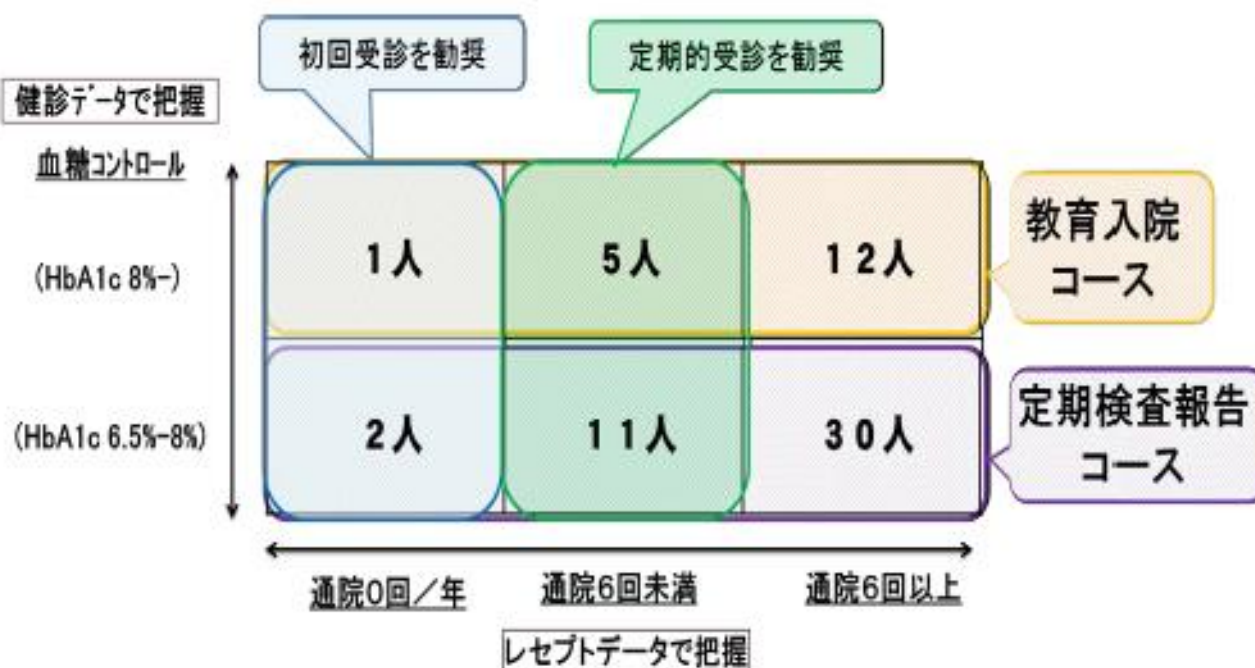 初回受診を勧奨
定期的受診を勧奨
健診データで把握
血糖コントロール
(HbA1c 8%-)
1人
5人
12人
教育入院
コース
(HbA1c 6.5%-8%)
2人
11人
30人
定期検査報告
コース
通院0回/年
通院6回未満
通院6回以上
レセプトデータで把握